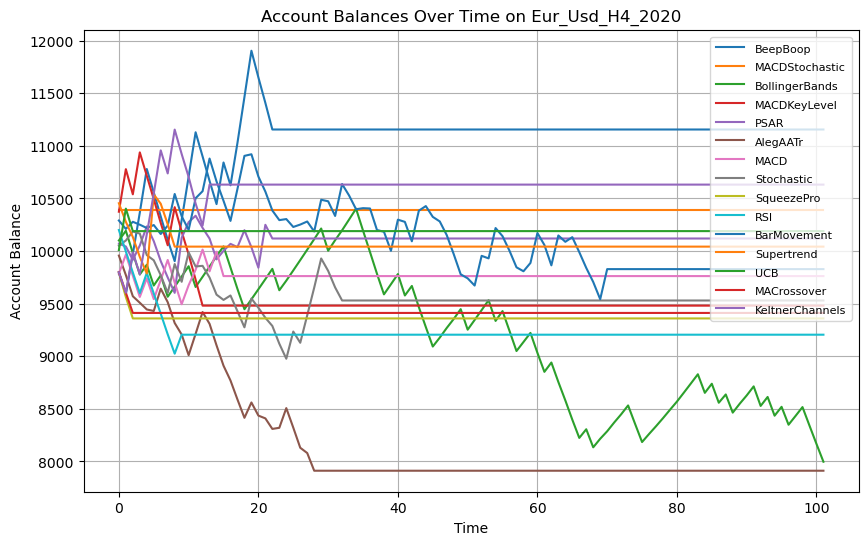 Account Balances Over Time on Eur_Usd_H4_2020
12000
11500
11000
10500
10000
9500
9000
8500
8000
Account Balance
0
20
40
60
80
100
Time
BeepBoop
MACDStochastic
BollingerBands
MACDKeyLevel
PSAR
AlegAATr
MACD
Stochastic
SqueezePro
RSI
BarMovement
Supertrend
UCB
MACrossover
KeltnerChannels